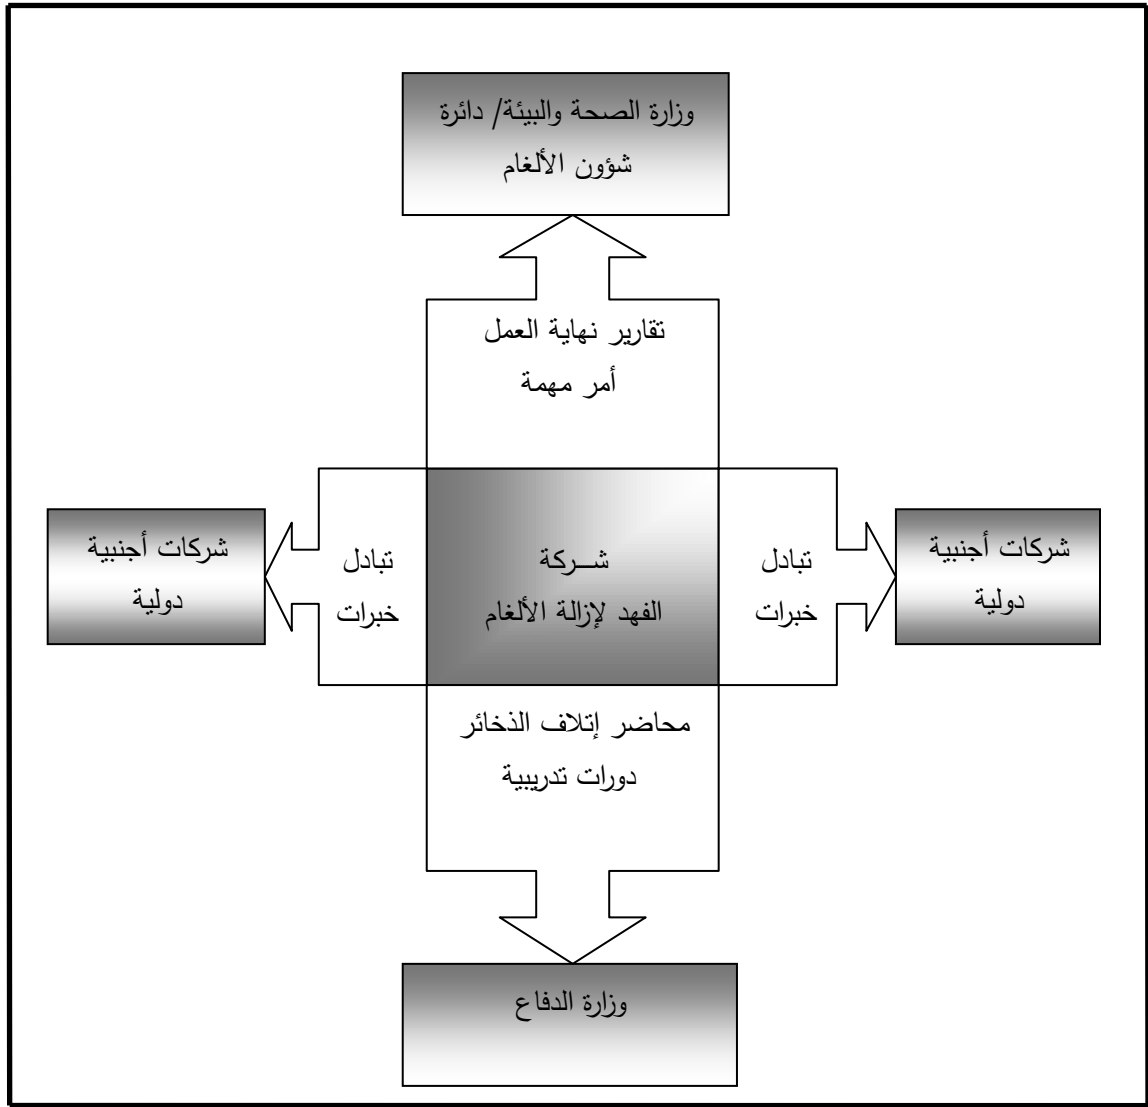 وزارة الصحة والبيئة/ دائرة
شؤون الألغام
تقارير نهاية العمل
أمر مهمة
شركات أجنبية
دولية
تبادل
خبرات
شــركة
الفهد لإزالة الألغام
تبادل
خبرات
شركات أجنبية
دولية
محاضر إتلاف الذخائر
دورات تدريبية
وزارة الدفاع